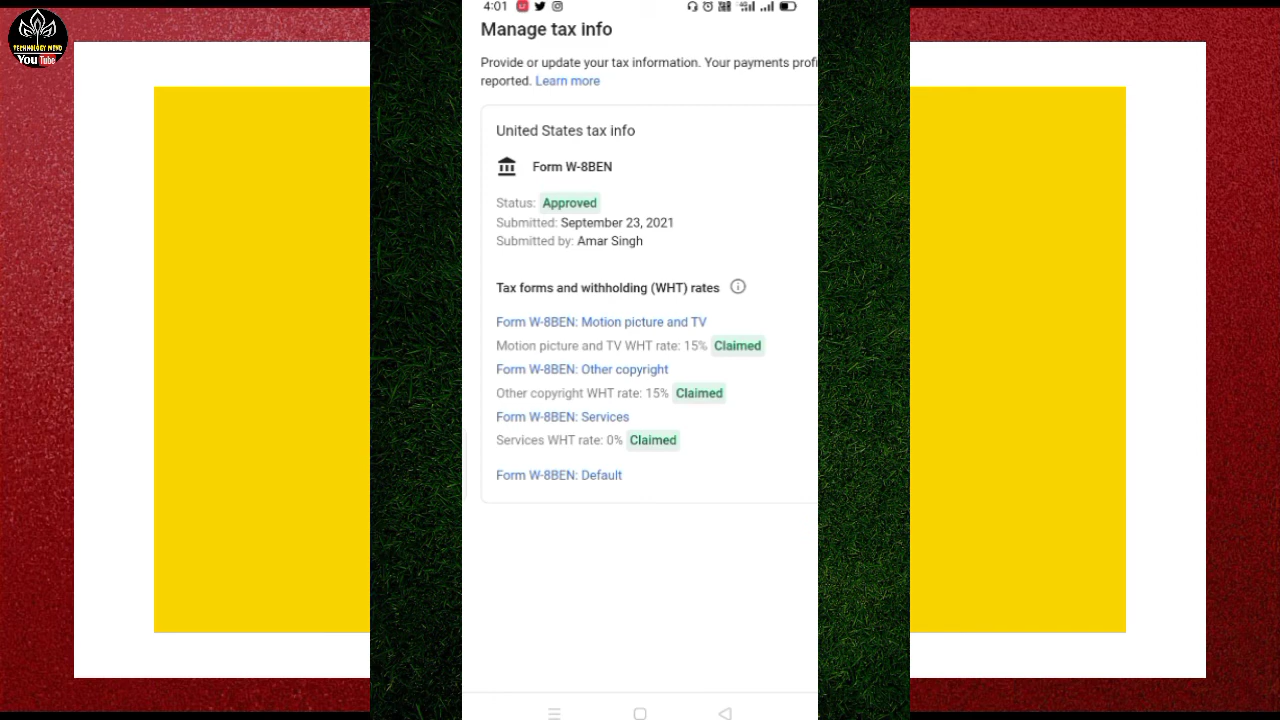 TECHNOLOGY MEVO
YouTube
4:01
Manage tax info
Provide or update your tax information. Your payments profi
reported. Learn more
United States tax info
Form W-8BEN
Status: Approved
Submitted: September 23, 2021
Submitted by: Amar Singh
Tax forms and withholding (WHT) rates
Form W-8BEN: Motion picture and TV
Motion picture and TV WHT rate: 15% Claimed
Form W-8BEN: Other copyright
Other copyright WHT rate: 15% Claimed
Form W-8BEN: Services
Services WHT rate: 0% Claimed
Form W-8BEN: Default